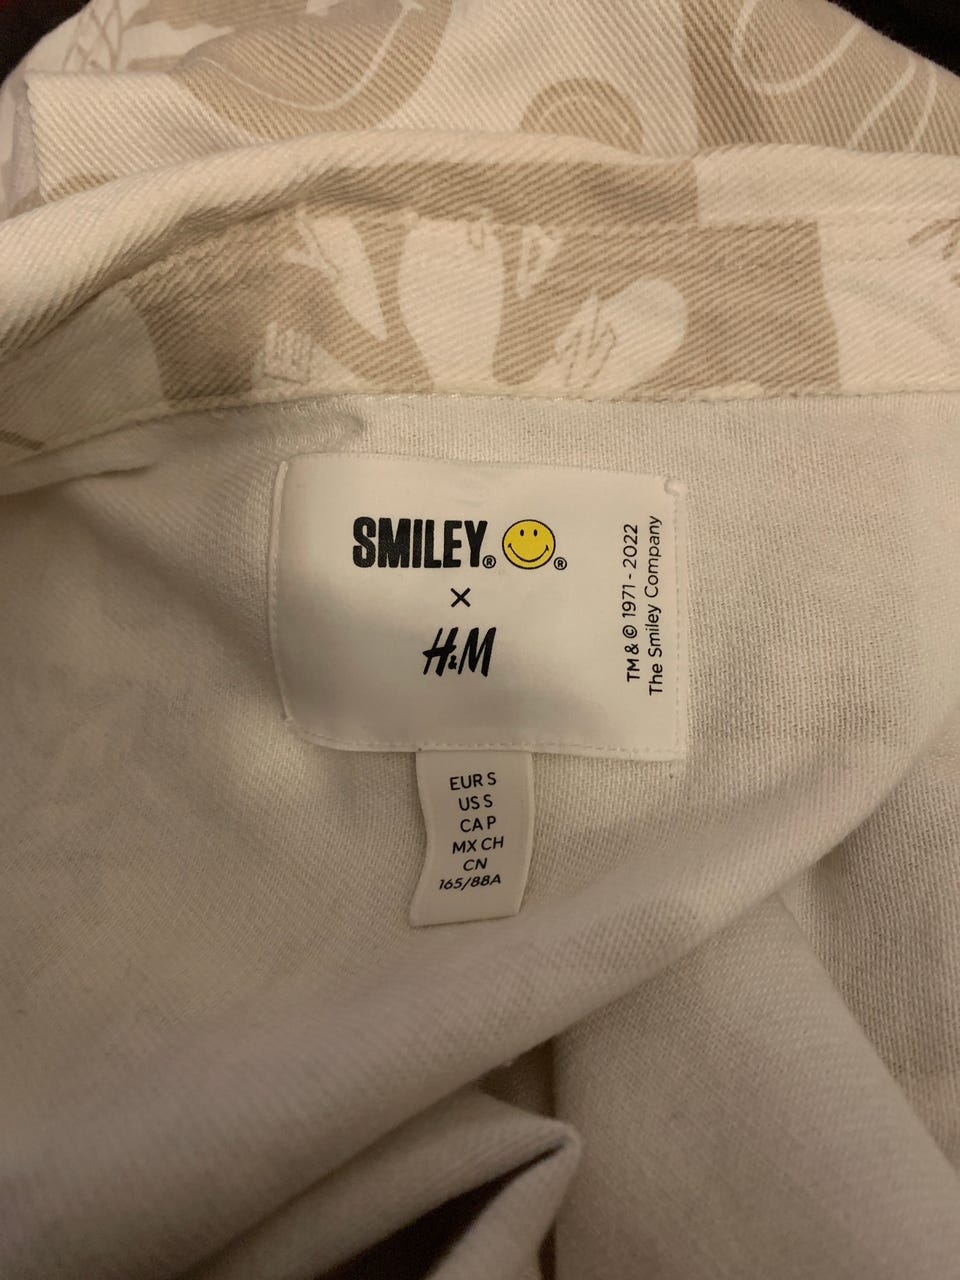 SMILEY® ®
×
H&M
TM & © 1971 - 2022
The Smiley Company
EUR S
US S
CA P
MX CH
CN
165/88A